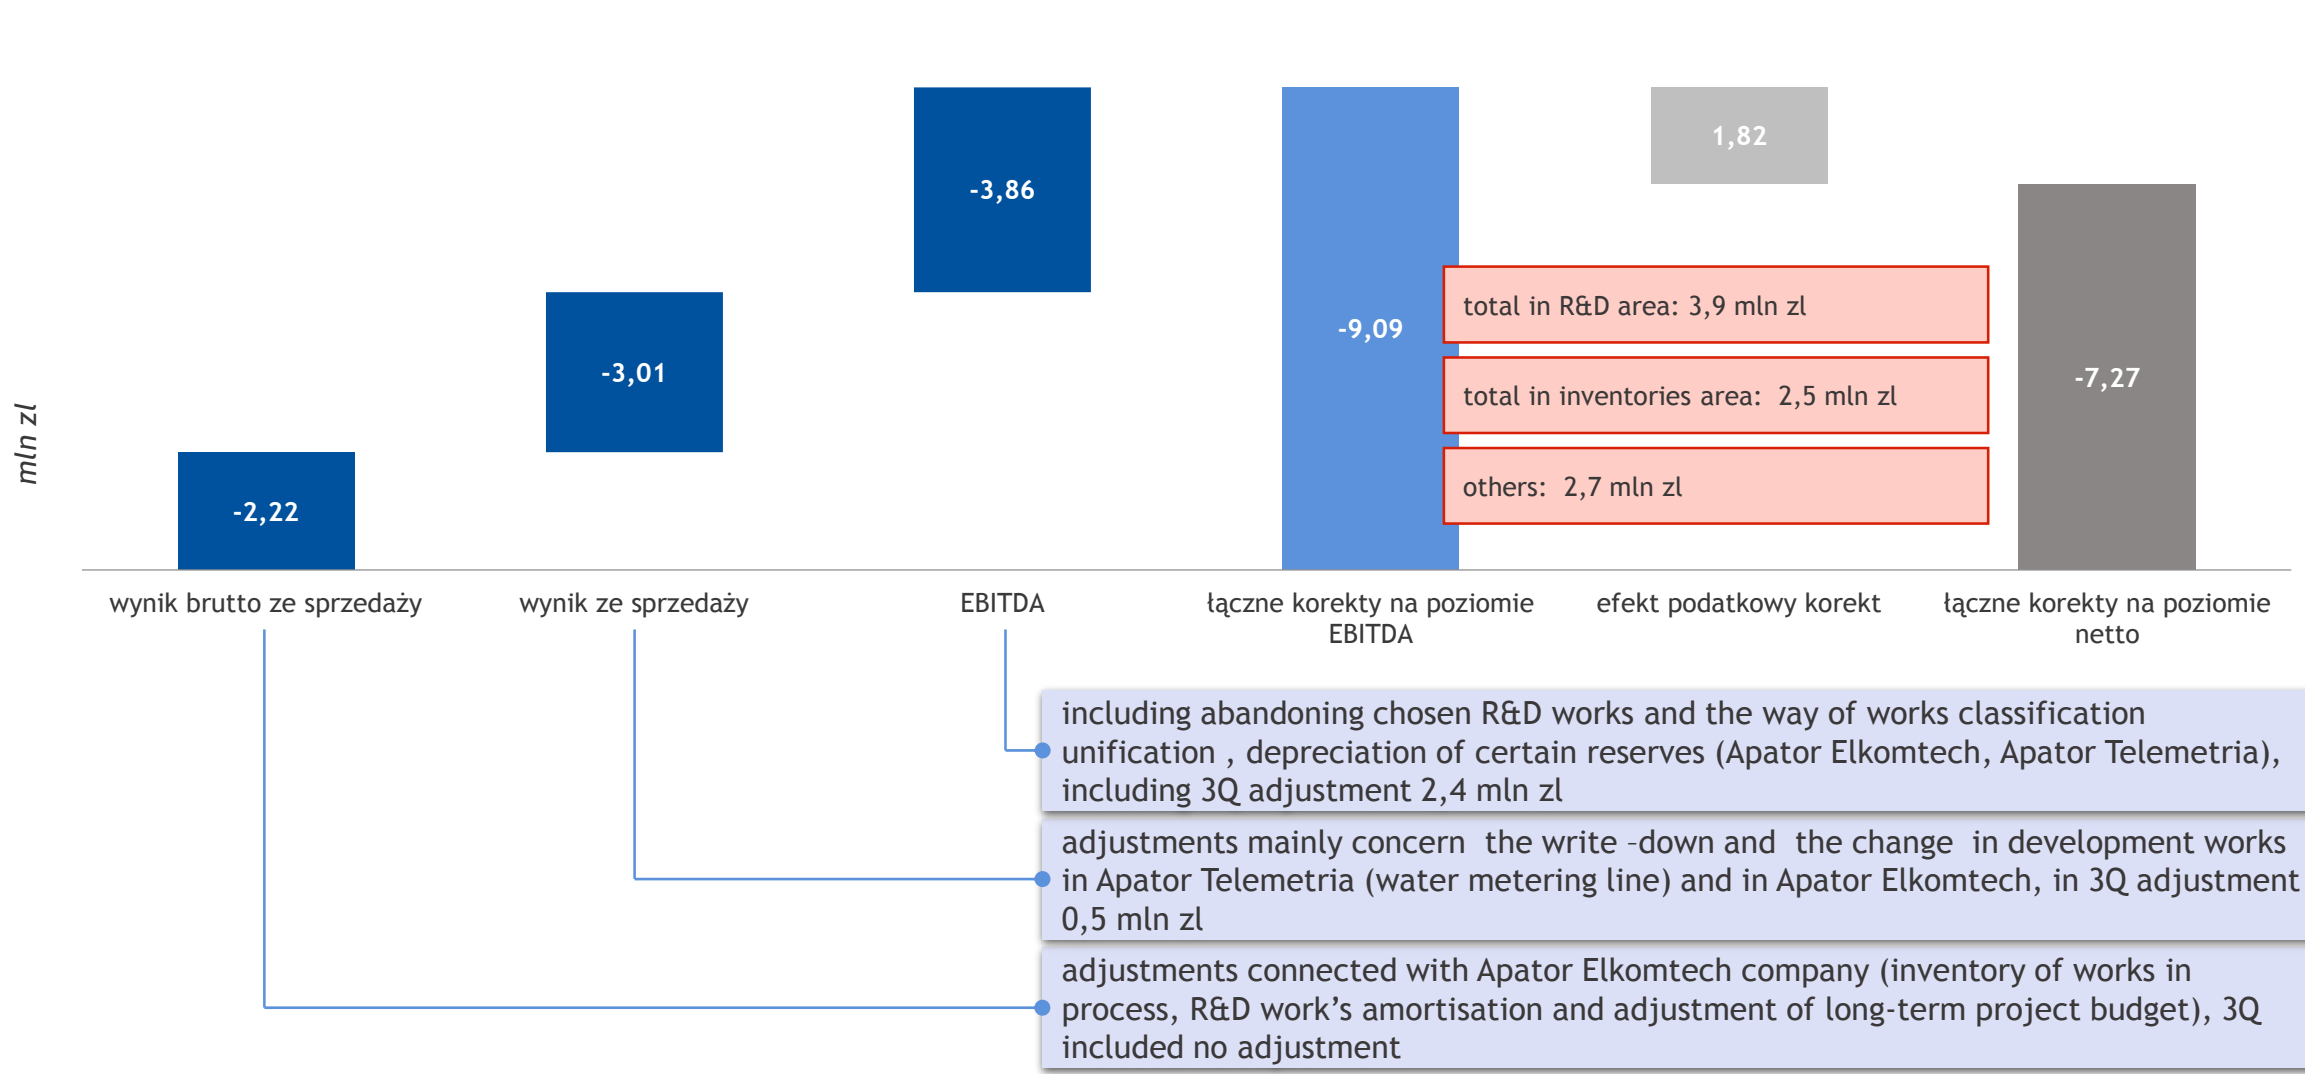 mln zl
-2,22
-3,01
-3,86
-9,09
1,82
-7,27
total in R&D area: 3,9 mln zl
total in inventories area:  2,5 mln zl
others:  2,7 mln zl
wynik brutto ze sprzedaży
wynik ze sprzedaży
EBITDA
łączne korekty na poziomie
EBITDA
efekt podatkowy korekt
łączne korekty na poziomie
netto
including abandoning chosen R&D works and the way of works classification
unification , depreciation of certain reserves (Apator Elkomtech, Apator Telemetria),
including 3Q adjustment 2,4 mln zl
adjustments mainly concern  the write –down and  the change  in development works
in Apator Telemetria (water metering line) and in Apator Elkomtech, in 3Q adjustment
0,5 mln zl
adjustments connected with Apator Elkomtech company (inventory of works in
process, R&D work’s amortisation and adjustment of long-term project budget), 3Q
included no adjustment